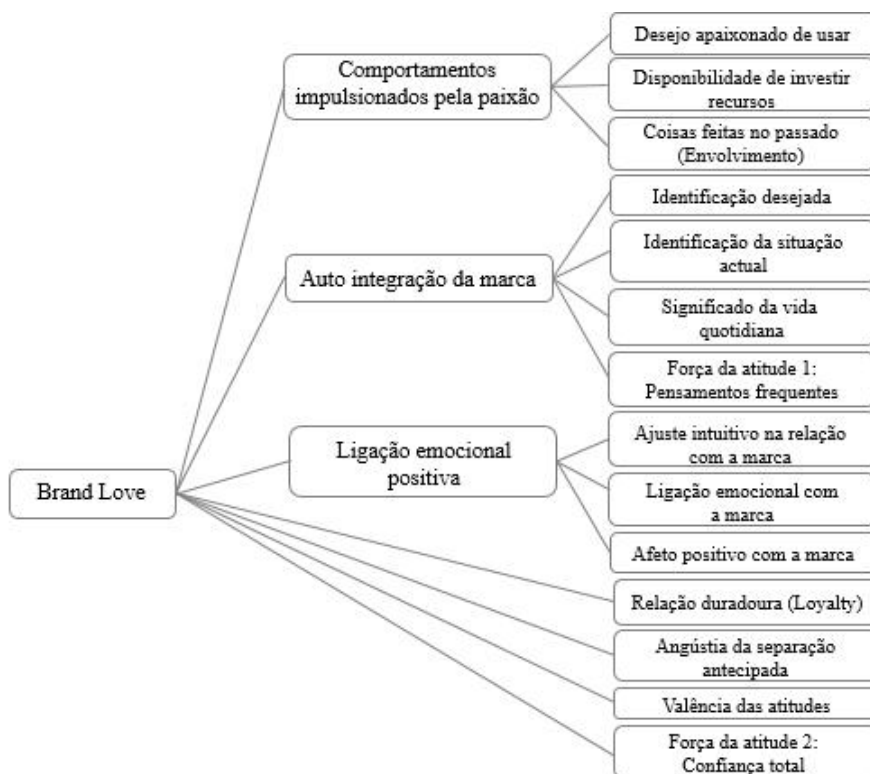 Desejo apaixonado de usar
Comportamentos
impulsionados pela paixão
Disponibilidade de investir
recursos
Coisas feitas no passado
(Envolvimento)
Identificação desejada
Identificação da situação
actual
Auto integração da marca
Significado da vida
quotidiana
Força da atitude 1:
Pensamentos frequentes
Ajuste intuitivo na relação
com a marca
Ligação emocional
positiva
Brand Love
Ligação emocional com
a marca
Afeto positivo com a marca
Relação duradoura (Loyalty)
Angústia da separação
antecipada
Valência das atitudes
Força da atitude 2:
Confiança total